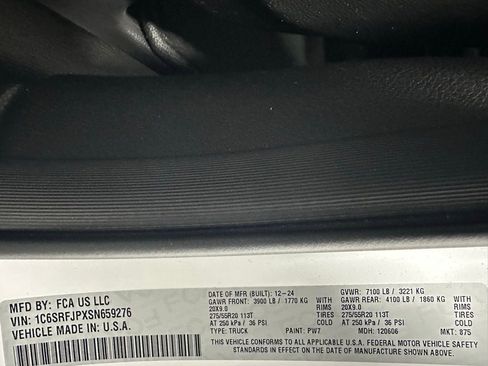 MFD BY: FCA US LLC
VIN: 1C6SRFJPXSN659276
VEHICLE MADE IN: U.S.A.
DATE OF MFR (BUILT): 12-24 GVWR: 7100 LB / 3221 KG
GAWR FRONT: 3900 LB / 1770 KG WITH GAWR REAR: 4100 LB / 1860 KG WITH
20X9.0 RIMS 20X9.0 RIMS
275/55R20 113T TIRES 275/55R20 113T TIRES
AT 250 kPa / 36 PSI AT 250 kPa / 36 PSI
TYPE: TRUCK PAINT: PW7 MDH: 120606 MKT: 875
THIS VEHICLE CONFORMS TO ALL APPLICABLE U.S.A. FEDERAL MOTOR VEHICLE SAFETY
STANDARDS IN EFFECT ON THE DATE OF MANUFACTURE SHOWN ABOVE.